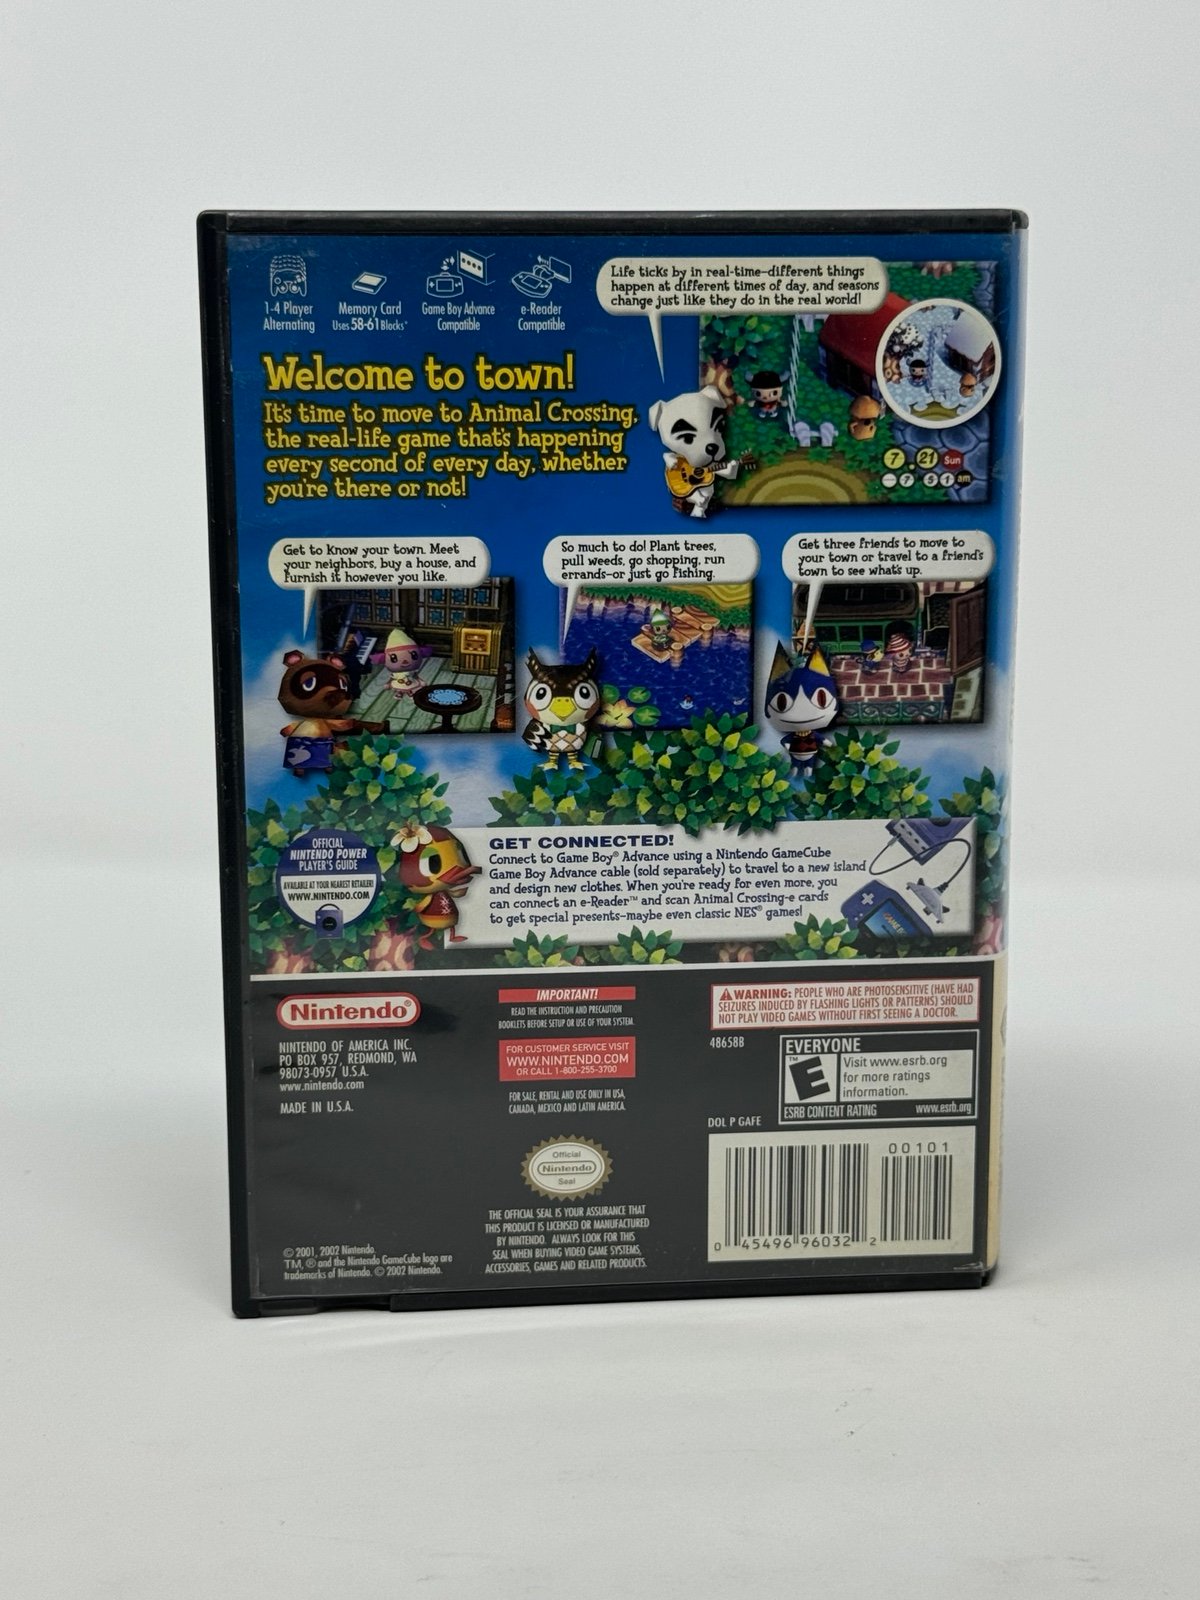 1-4 Player
Alternating
Memory Card
Uses 58-61 Blocks*
Game Boy Advance
Compatible
e-Reader
Compatible
Life ticks by in real-time–different things
happen at different times of day, and seasons
change just like they do in the real world!
Welcome to town!
It's time to move to Animal Crossing,
the real-life game that's happening
every second of every day, whether
you're there or not!
7 . 21 Sun
7 51 am
Get to know your town. Meet
your neighbors, buy a house, and
furnish it however you like.
So much to do! Plant trees,
pull weeds, go shopping, run
errands–or just go fishing.
Get three friends to move to
your town or travel to a friend's
town to see what's up.
OFFICIAL
NINTENDO POWER
PLAYER'S GUIDE
AVAILABLE AT YOUR NEAREST RETAILER!
WWW.NINTENDO.COM
GET CONNECTED!
Connect to Game Boy® Advance using a Nintendo GameCube
Game Boy Advance cable (sold separately) to travel to a new island
and design new clothes. When you're ready for even more, you
can connect an e-Reader™ and scan Animal Crossing-e cards
to get special presents–maybe even classic NES® games!
Nintendo®
NINTENDO OF AMERICA INC.
PO BOX 957, REDMOND, WA
98073-0957 U.S.A.
www.nintendo.com
MADE IN U.S.A.
IMPORTANT!
READ THE INSTRUCTION AND PRECAUTION
BOOKLETS BEFORE SETUP OR USE OF YOUR SYSTEM.
FOR CUSTOMER SERVICE VISIT
WWW.NINTENDO.COM
OR CALL 1-800-255-3700
FOR SALE, RENTAL AND USE ONLY IN USA,
CANADA, MEXICO AND LATIN AMERICA.
Official
Nintendo
Seal
THE OFFICIAL SEAL IS YOUR ASSURANCE THAT
THIS PRODUCT IS LICENSED OR MANUFACTURED
BY NINTENDO. ALWAYS LOOK FOR THIS
SEAL WHEN BUYING VIDEO GAME SYSTEMS,
ACCESSORIES, GAMES AND RELATED PRODUCTS.
WARNING: PEOPLE WHO ARE PHOTOSENSITIVE (HAVE HAD
SEIZURES INDUCED BY FLASHING LIGHTS OR PATTERNS) SHOULD
NOT PLAY VIDEO GAMES WITHOUT FIRST SEEING A DOCTOR.
48658B
EVERYONE
™
E
Visit www.esrb.org
for more ratings
information.
ESRB CONTENT RATING www.esrb.org
DOL P GAFE
00101
0 45496 96032 2
© 2001, 2002 Nintendo.
TM, ® and the Nintendo GameCube logo are
trademarks of Nintendo. © 2002 Nintendo.